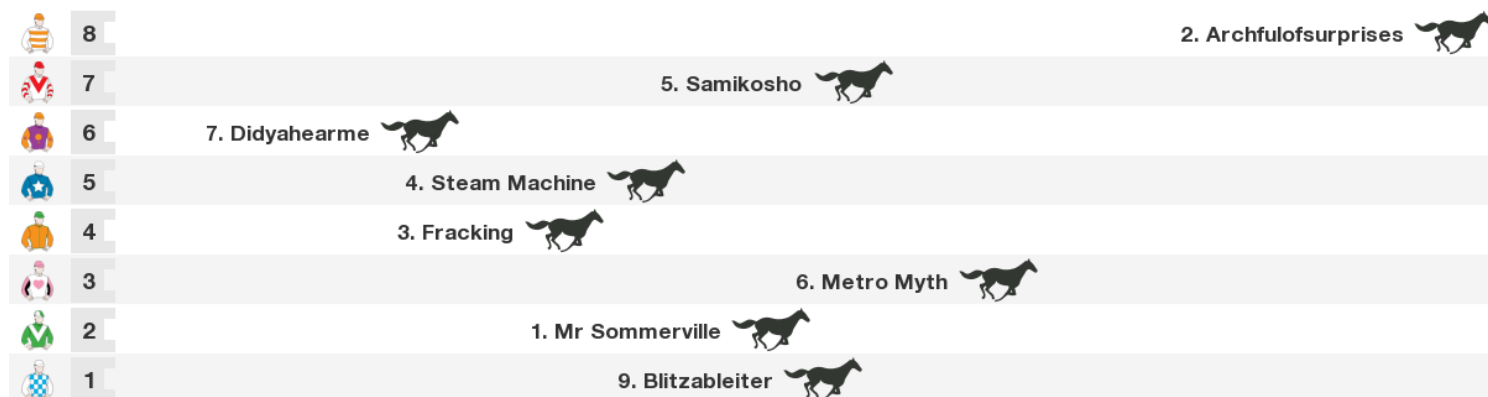 8 2. Archfulofsurprises
7 5. Samikosho
6 7. Didyahearme
5 4. Steam Machine
4 3. Fracking
3 6. Metro Myth
2 1. Mr Sommerville
1 9. Blitzableiter